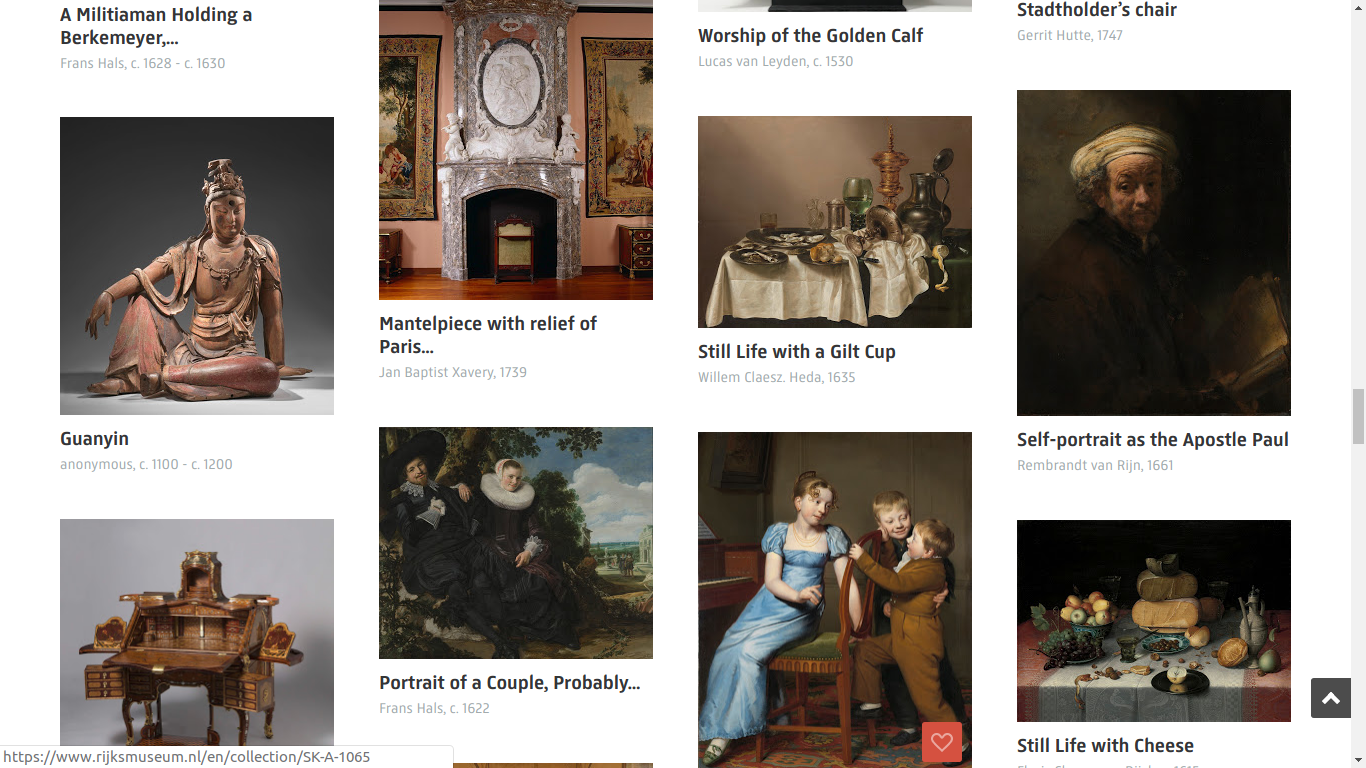 A Militiaman Holding a
Berkemeyer,...
Frans Hals, c. 1628 - c. 1630
Guanyin
anonymous, c. 1100 - c. 1200
Mantelpiece with relief of
Paris...
Jan Baptist Xavery, 1739
Portrait of a Couple, Probably...
Frans Hals, c. 1622
Worship of the Golden Calf
Lucas van Leyden, c. 1530
Still Life with a Gilt Cup
Willem Claesz. Heda, 1635
Stadtholder’s chair
Gerrit Hutte, 1747
Self-portrait as the Apostle Paul
Rembrandt van Rijn, 1661
Still Life with Cheese
https://www.rijksmuseum.nl/en/collection/SK-A-1065